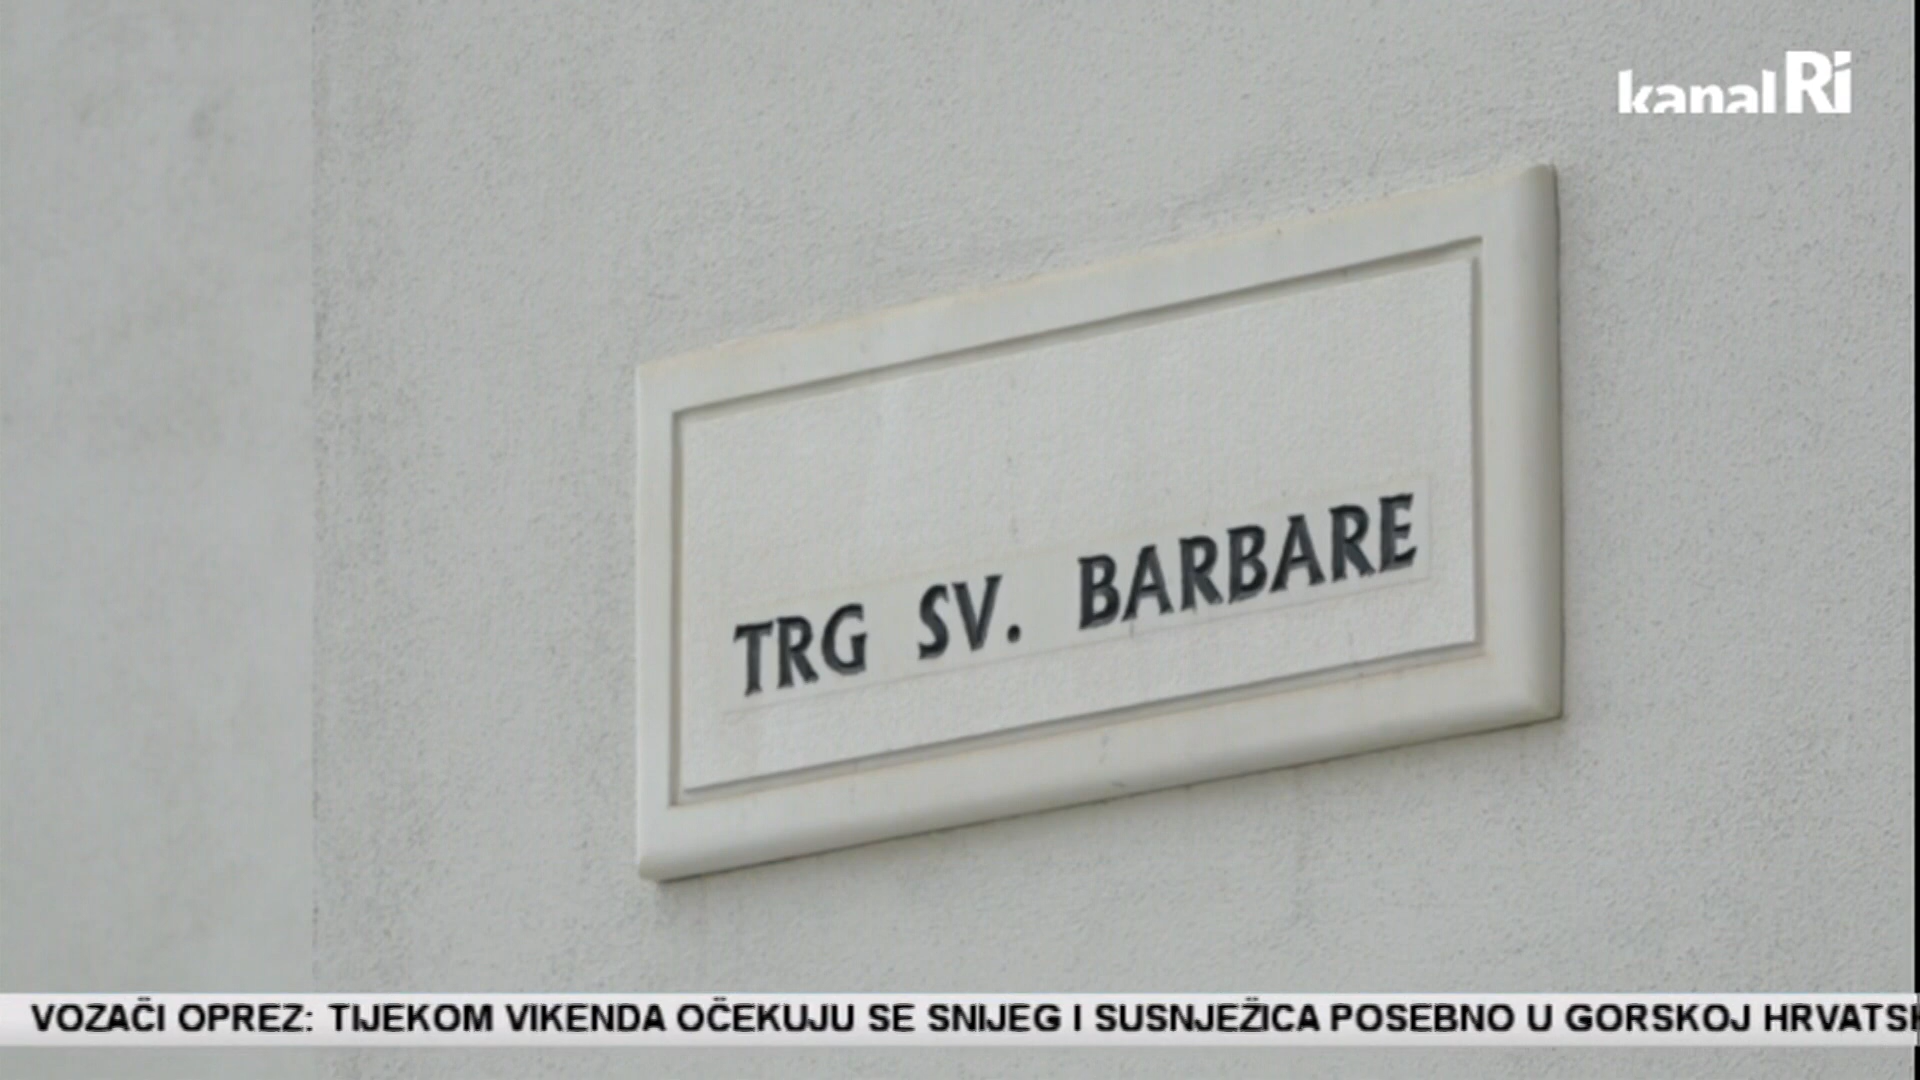 kanalRi
TRG SV. BARBARE
VOZAČI OPREZ: TIJEKOM VIKENDA OČEKUJU SE SNIJEG I SUSNJEŽICA POSEBNO U GORSKOJ